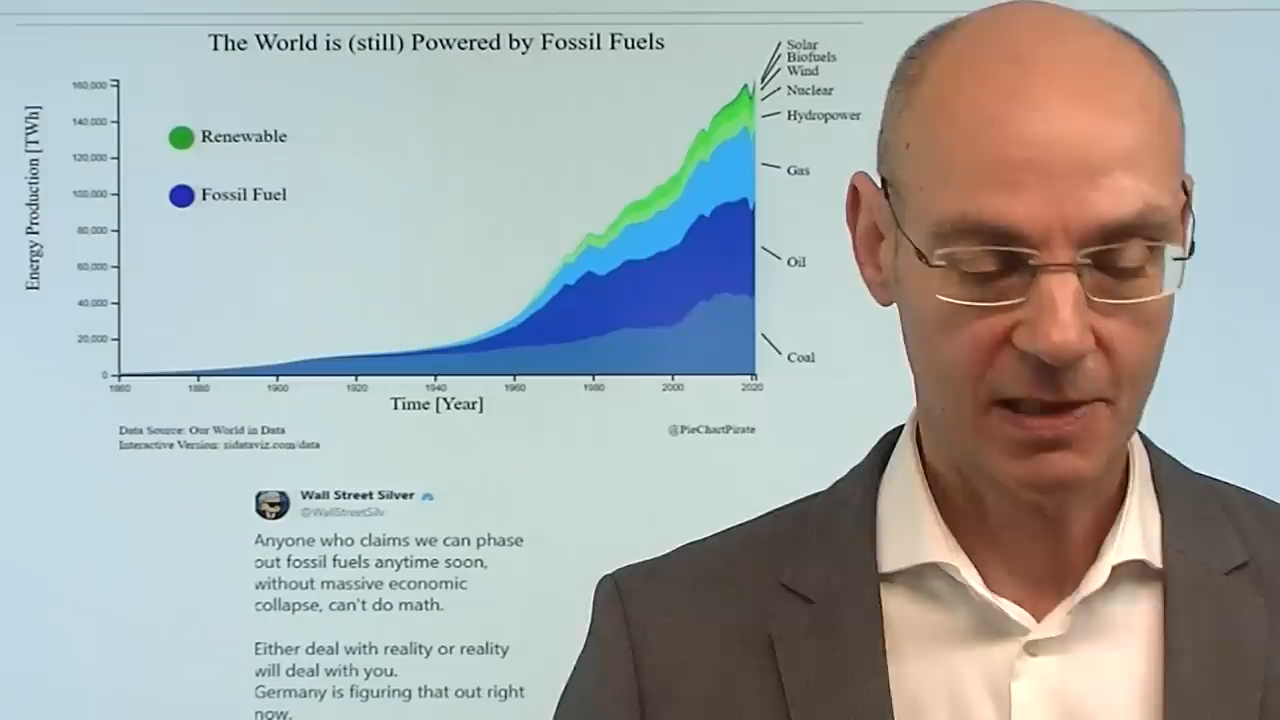 The World is (still) Powered by Fossil Fuels
Solar
Biofuels
Wind
Nuclear
Hydropower
Gas
Oil
Coal
Energy Production [TWh]
160,000
140,000
120,000
100,000
80,000
60,000
40,000
20,000
0
Renewable
Fossil Fuel
1860
1880
1900
1920
1940
1960
1980
2000
2020
Time [Year]
Data Source: Our World in Data
Interactive Version: sidataviz.com/data
@PieChartPirate
Wall Street Silver
@WallStreetSilv
Anyone who claims we can phase
out fossil fuels anytime soon,
without massive economic
collapse, can't do math.
Either deal with reality or reality
will deal with you.
Germany is figuring that out right
now.